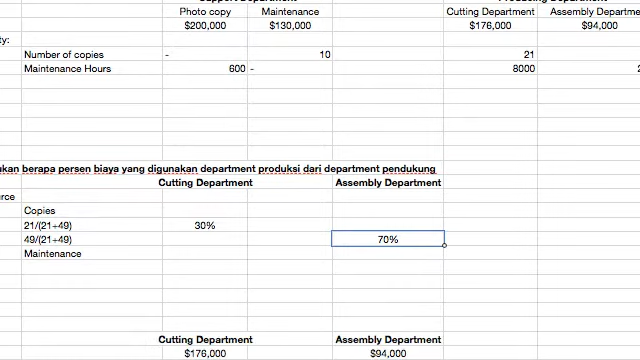 Photo copy Maintenance Cutting Department Assembly Departme
$200,000 $130,000 $176,000 $94,000
ty:
Number of copies - 10 21
Maintenance Hours 600 - 8000
kan berapa persen biaya yang digunakan department produksi dari department pendukung
Cutting Department Assembly Department
rce
Copies
21/(21+49) 30%
49/(21+49) 70%
Maintenance
Cutting Department Assembly Department
$176,000 $94,000